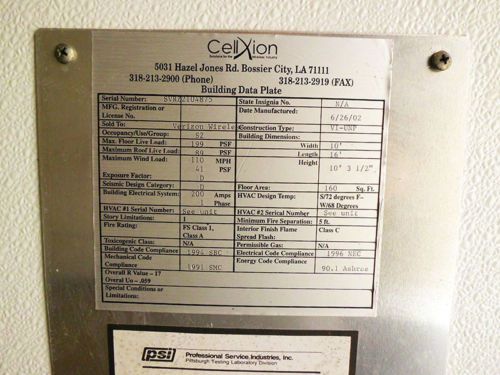 CellXion
Solutions for the Wireless Industry
5031 Hazel Jones Rd. Bossier City, LA 71111
318-213-2900 (Phone) 318-213-2919 (FAX)
Building Data Plate
Serial Number: State Insignia No. N/A
MFG. Registration or License No. Date Manufactured: 6/26/02
Sold To: Verizon Wireless Construction Type: VI-UNP
Occupancy/Use/Group: S2 Building Dimensions:
Max. Floor Live Load: 199 PSF Width 10'
Maximum Roof Live Load: 89 PSF Length 16'
Maximum Wind Load: 110 MPH Height 10' 3 1/2"
41 PSF
Exposure Factor: D
Seismic Design Category: D Floor Area: 160 Sq. Ft.
Building Electrical System: 200 Amps HVAC Design Temp: S/72 degrees F-
1 Phase W/68 Degrees
HVAC #1 Serial Number: See unit HVAC #2 Serial Number See unit
Story Limitations: 1 Minimum Fire Separation: 5 ft.
Fire Rating: FS Class 1, Interior Finish Flame Class C
Class A Spread Flash:
Toxicogenic Class: N/A Permissible Gas: N/A
Building Code Compliance SBC Electrical Code Compliance 1996 NEC
Mechanical Code Compliance 1991 SMC Energy Code Compliance 90.1 Ashrae
Overall R Value - 17
Overal Uo - .059
Special Conditions or
Limitations:
psi Professional Service Industries, Inc.
Pittsburgh Testing Laboratory Division